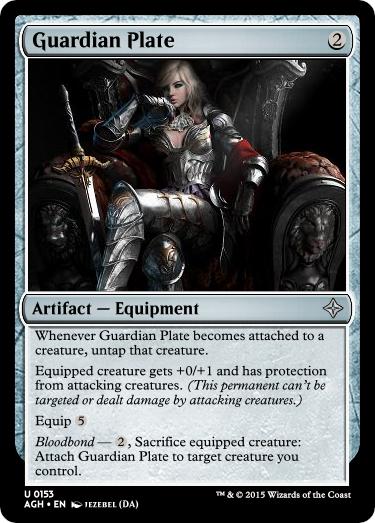 Guardian Plate 2
Artifact — Equipment
Whenever Guardian Plate becomes attached to a
creature, untap that creature.
Equipped creature gets +0/+1 and has protection
from attacking creatures. (This permanent can't be
targeted or dealt damage by attacking creatures.)
Equip 5
Bloodbond — 2, Sacrifice equipped creature:
Attach Guardian Plate to target creature you
control.
U 0153
AGH • EN JEZEBEL (DA)
™ & © 2015 Wizards of the Coast